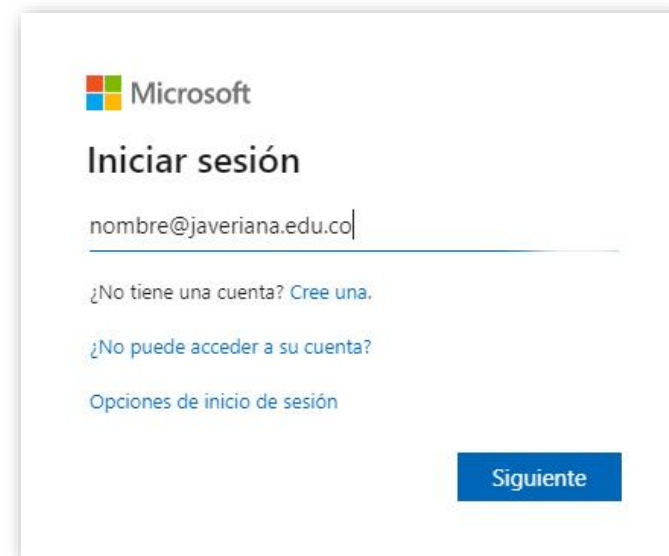 Microsoft
Iniciar sesión
nombre@javeriana.edu.co
¿No tiene una cuenta? Cree una.
¿No puede acceder a su cuenta?
Opciones de inicio de sesión
Siguiente